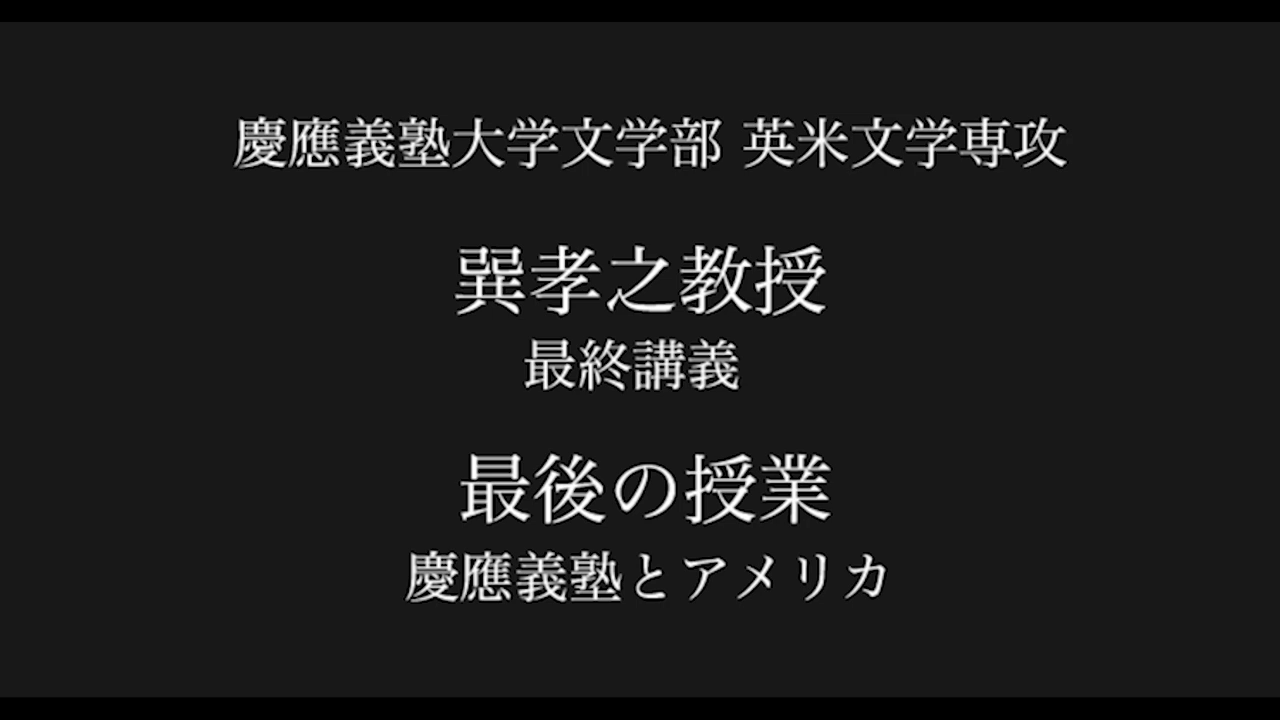 慶應義塾大学文学部 英米文学専攻
巽孝之教授
最終講義
最後の授業
慶應義塾とアメリカ